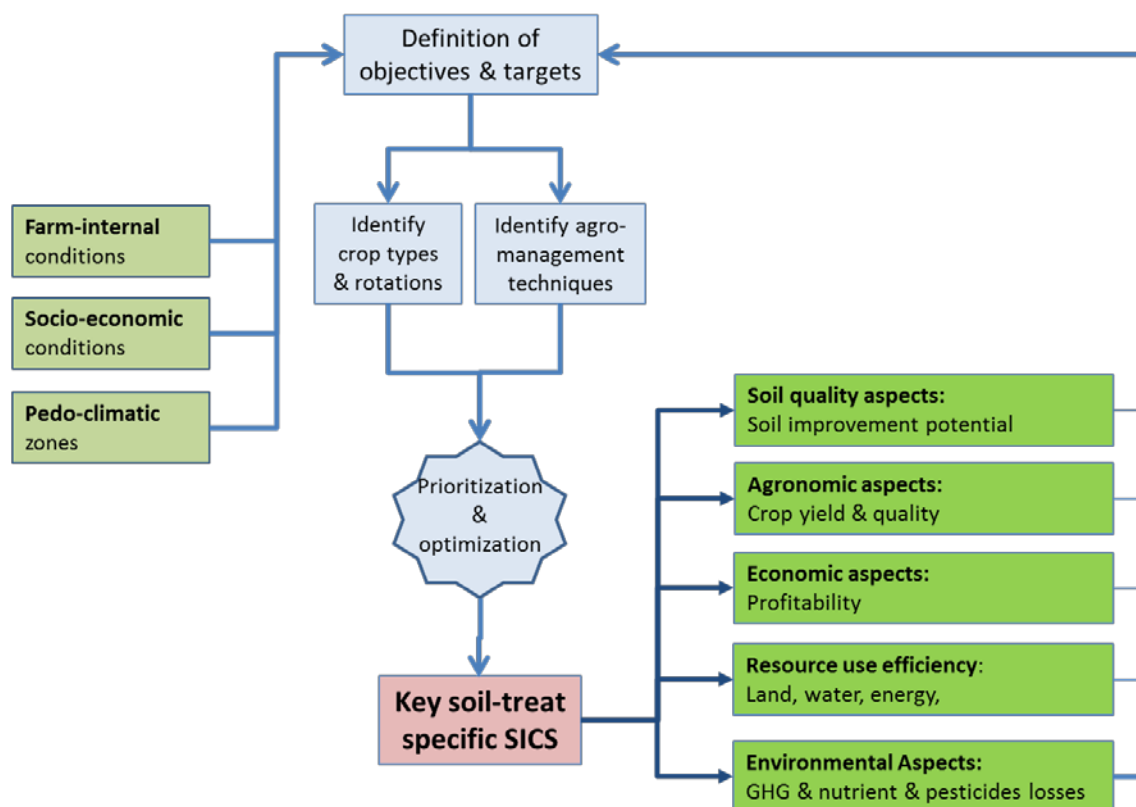 Definition of
objectives & targets
Farm-internal
conditions
Socio-economic
conditions
Pedo-climatic
zones
Identify
crop types
& rotations
Identify agro-
management
techniques
Prioritization
&
optimization
Key soil-treat
specific SICS
Soil quality aspects:
Soil improvement potential
Agronomic aspects:
Crop yield & quality
Economic aspects:
Profitability
Resource use efficiency:
Land, water, energy,
Environmental Aspects:
GHG & nutrient & pesticides losses